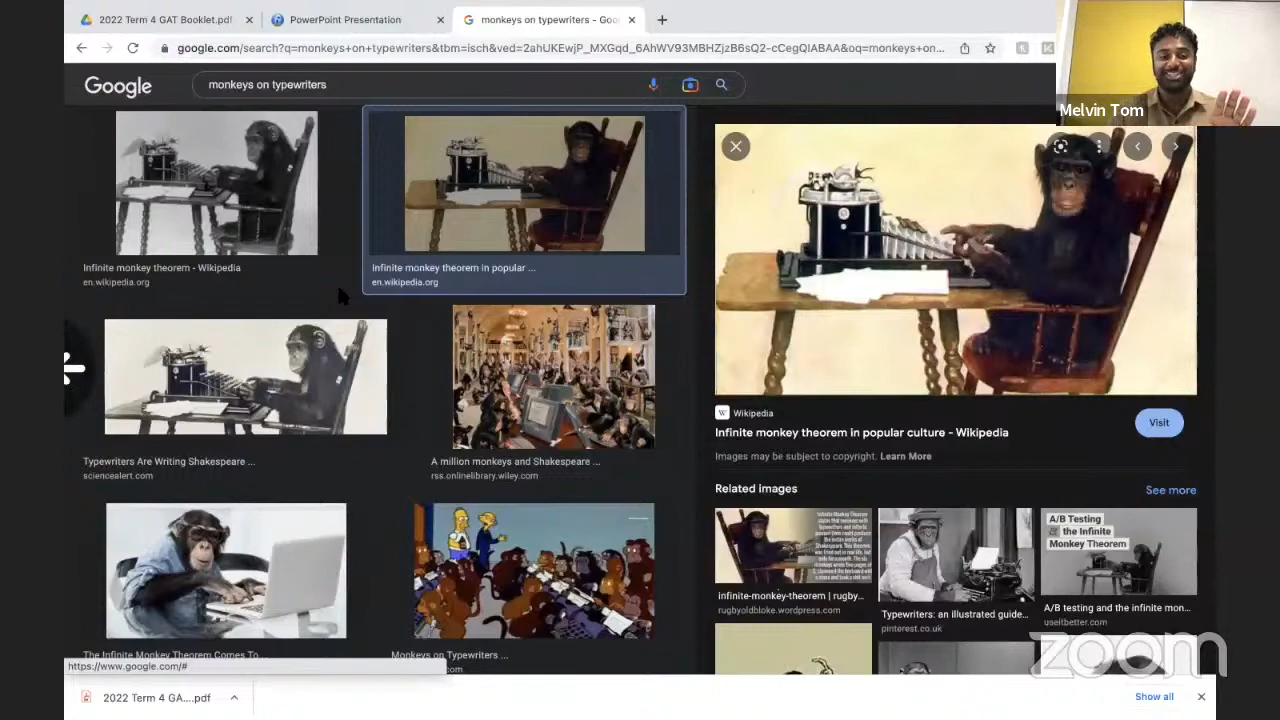 2022 Term 4 GAT Booklet.pdf
PowerPoint Presentation
monkeys on typewriters - Goo
google.com/search?q=monkeys+on+typewriters&tbm=isch&ved=2ahUKEwjP_MXGqd_6AhWV93MBHZjzB6sQ2-cCegQIABAA&oq=monkeys+on...
Melvin Tom
Google
monkeys on typewriters
Infinite monkey theorem - Wikipedia
en.wikipedia.org
Infinite monkey theorem in popular ...
en.wikipedia.org
Typewriters Are Writing Shakespeare ...
sciencealert.com
A million monkeys and Shakespeare ...
rss.onlinelibrary.wiley.com
The Infinite Monkey Theorem Comes To...
Monkeys on Typewriters ...
.com
W Wikipedia
Visit
Infinite monkey theorem in popular culture - Wikipedia
Images may be subject to copyright. Learn More
Related images
See more
infinite-monkey-theorem | rugby...
rugbyoldbloke.wordpress.com
Typewriters: an illustrated guide...
pinterest.co.uk
A/B Testing
& the Infinite
Monkey Theorem
A/B testing and the infinite mon...
useitbetter.com
https://www.google.com/#
zoom
2022 Term 4 GA....pdf
Show all